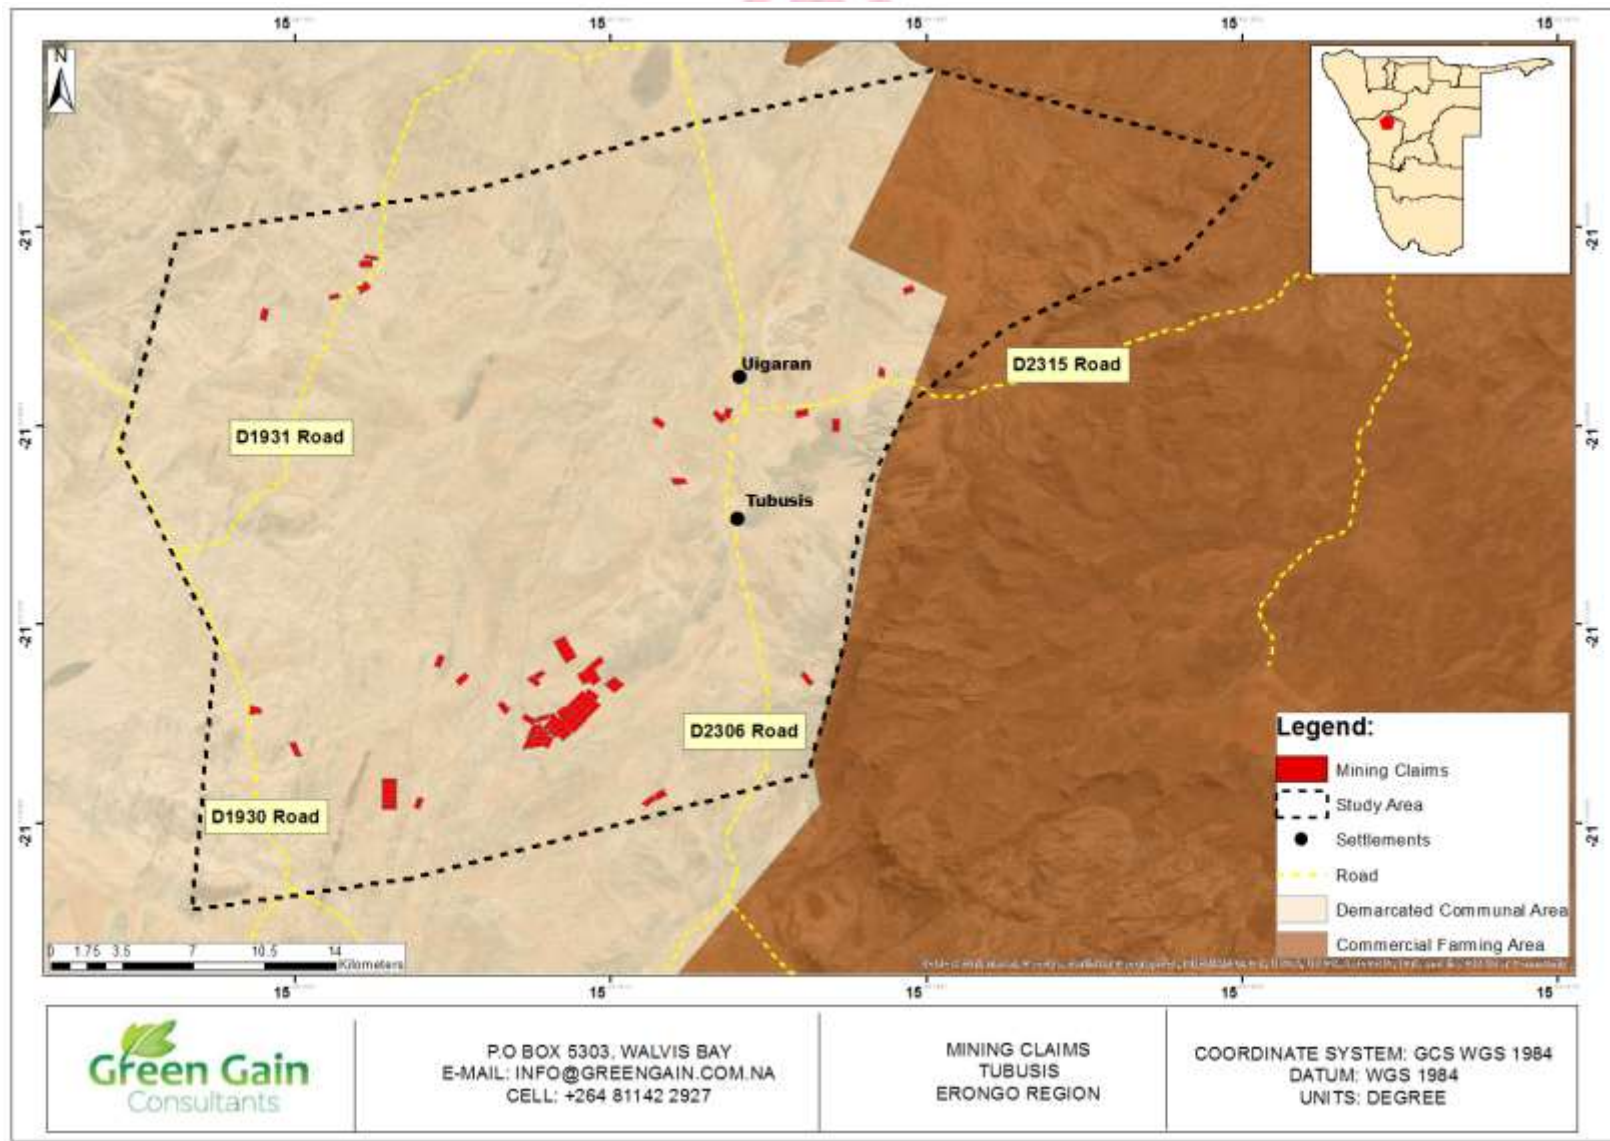 15 15 15 15 15
N
-21 -21
Uigaran
D2315 Road
-21 -21
D1931 Road
Tubusis
-21 -21
D2306 Road
Legend:
Mining Claims
Study Area
Settlements
Road
Demarcated Communal Area
Commercial Farming Area
-21 -21
D1930 Road
0 1.75 3.5 7 10.5 14
Kilometers
15 15 15 15 15
Green Gain
Consultants
P.O BOX 5303, WALVIS BAY
E-MAIL: INFO@GREENGAIN.COM.NA
CELL: +264 81142 2927
MINING CLAIMS
TUBUSIS
ERONGO REGION
COORDINATE SYSTEM: GCS WGS 1984
DATUM: WGS 1984
UNITS: DEGREE